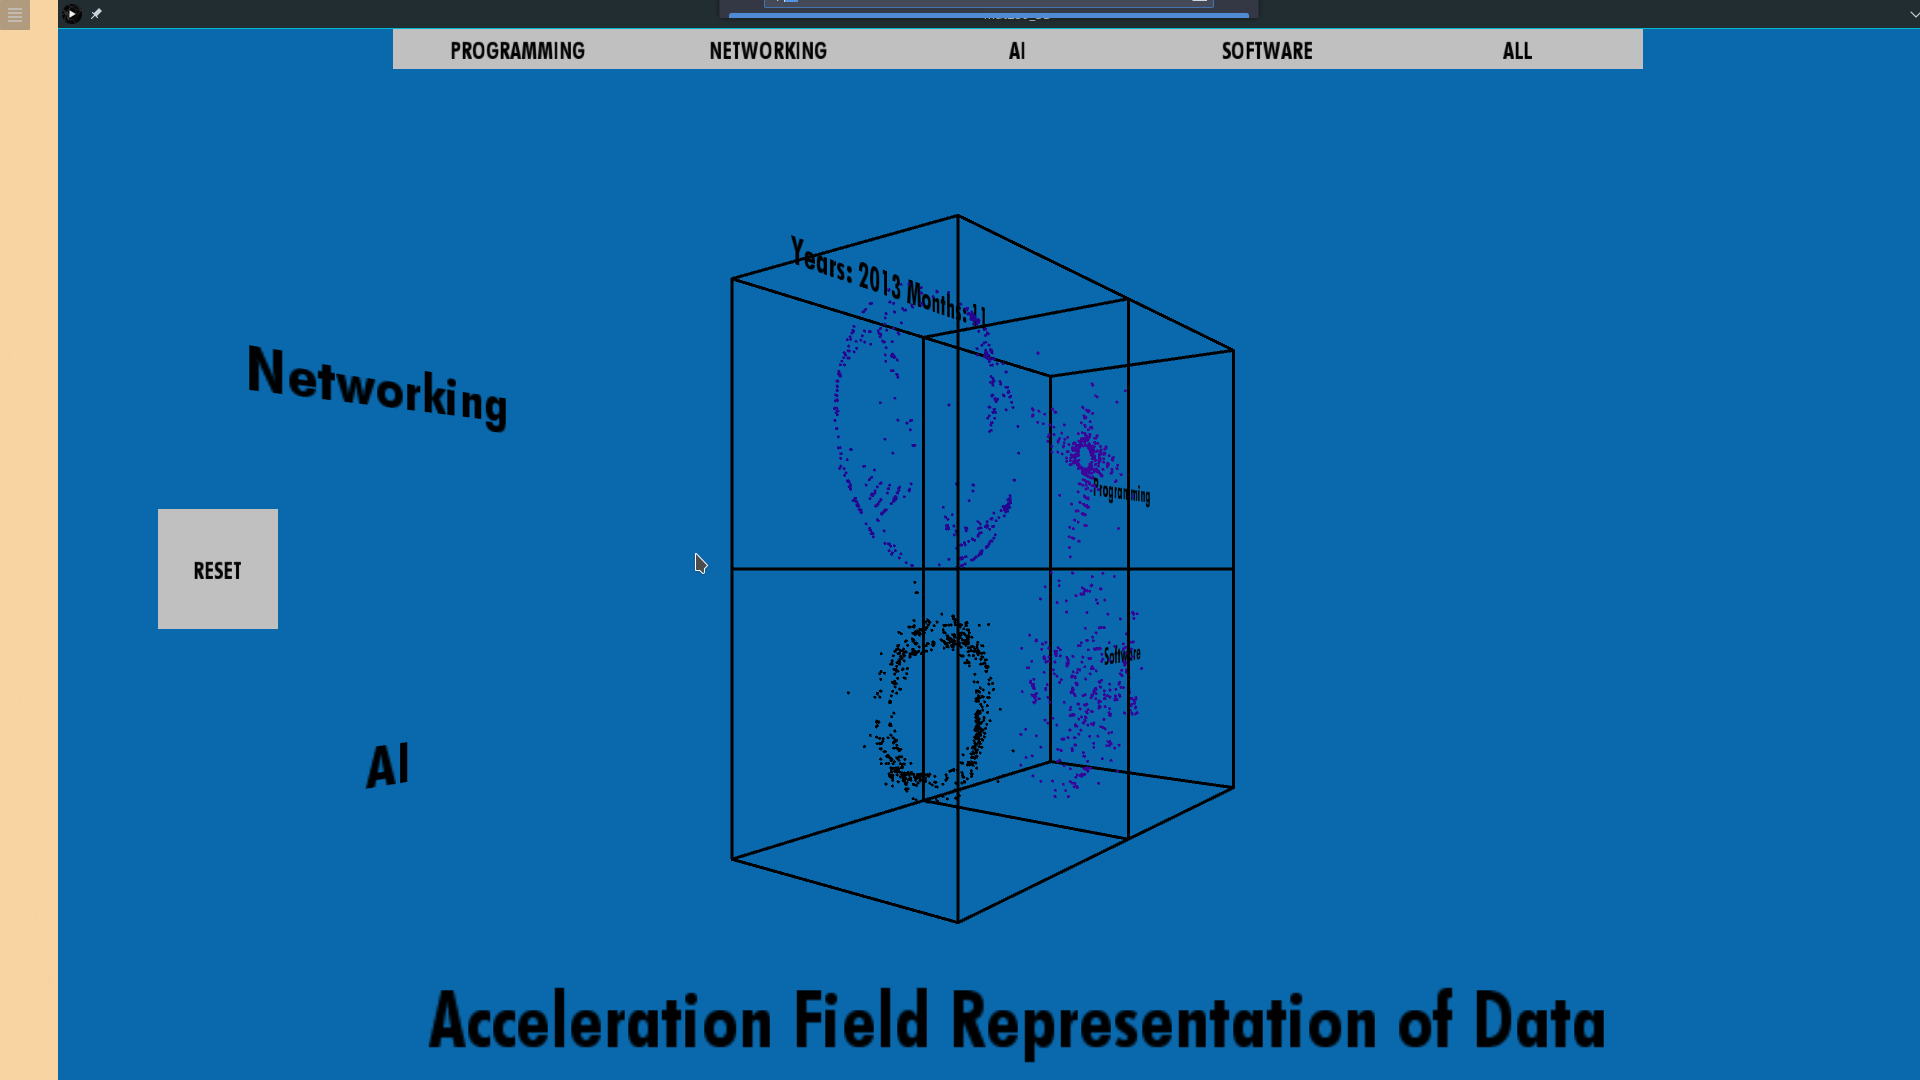 PROGRAMMING NETWORKING AI SOFTWARE ALL
Years: 2013 Months:11
Networking
Programming
RESET
Software
AI
Acceleration Field Representation of Data